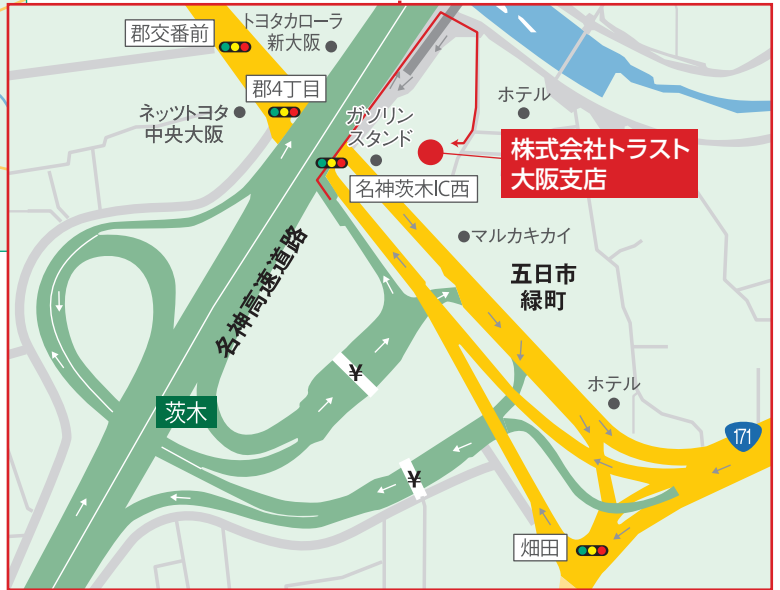 郡交番前
トヨタカローラ
新大阪
郡4丁目
ネッツトヨタ
中央大阪
ガソリン
スタンド
ホテル
株式会社トラスト
大阪支店
名神茨木IC西
マルカキカイ
五日市
緑町
名神高速道路
¥
ホテル
茨木
171
¥
畑田